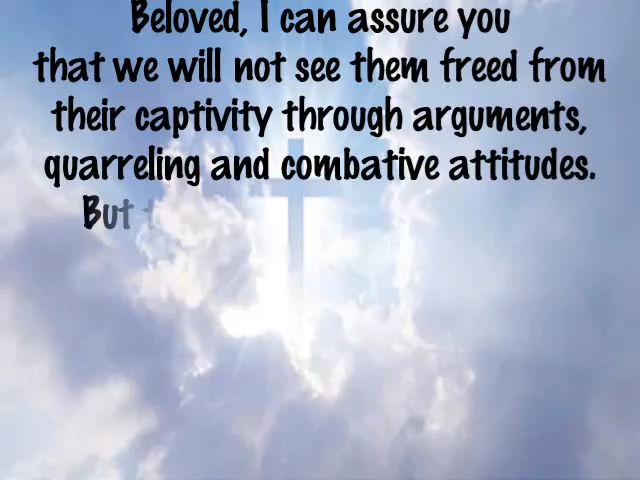 Beloved, I can assure you
that we will not see them freed from
their captivity through arguments,
quarreling and combative attitudes.
But